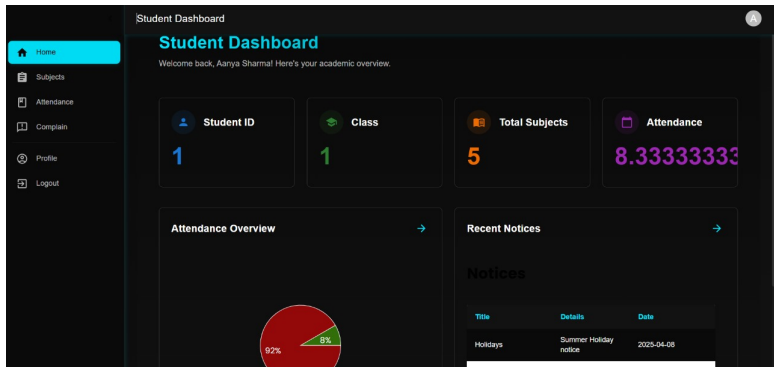 Student Dashboard
A
Home
Subjects
Attendance
Complain
Profile
Logout
Student Dashboard
Welcome back, Aanya Sharma! Here's your academic overview.
Student ID
1
Class
1
Total Subjects
5
Attendance
8.33333333
Attendance Overview
92%
8%
Recent Notices
Notices
Title Details Date
Holidays Summer Holiday 2025-04-08
notice